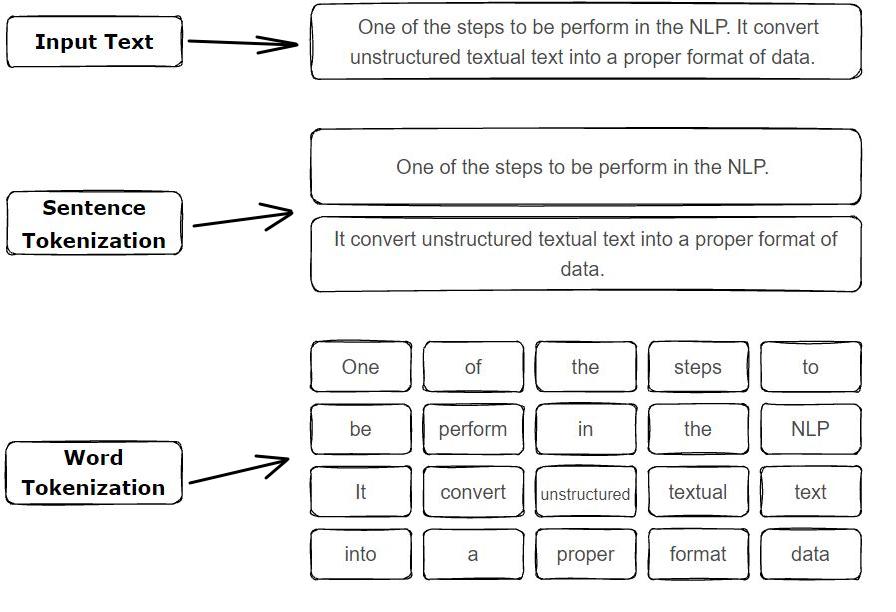 Input Text
One of the steps to be perform in the NLP. It convert
unstructured textual text into a proper format of data.
Sentence
Tokenization
One of the steps to be perform in the NLP.
It convert unstructured textual text into a proper format of
data.
Word
Tokenization
One of the steps to
be perform in the NLP
It convert unstructured textual text
into a proper format data